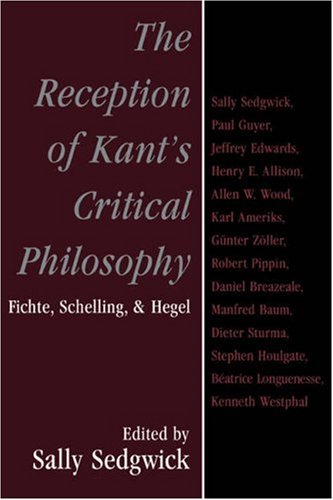 The
Reception
of Kant's
Critical
Philosophy
Fichte, Schelling, & Hegel
Edited by
Sally Sedgwick
Sally Sedgwick,
Paul Guyer,
Jeffrey Edwards,
Henry E. Allison,
Allen W. Wood,
Karl Ameriks,
Günter Zöller,
Robert Pippin,
Daniel Breazeale,
Manfred Baum,
Dieter Sturma,
Stephen Houlgate,
Béatrice Longuenesse,
Kenneth Westphal